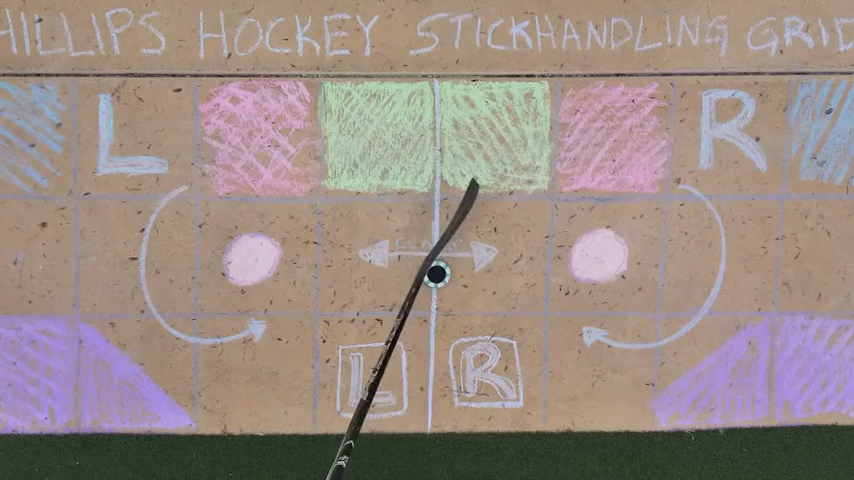 HILLIPS HOCKEY STICKHANDLING GRID
L R
CENTER
L R